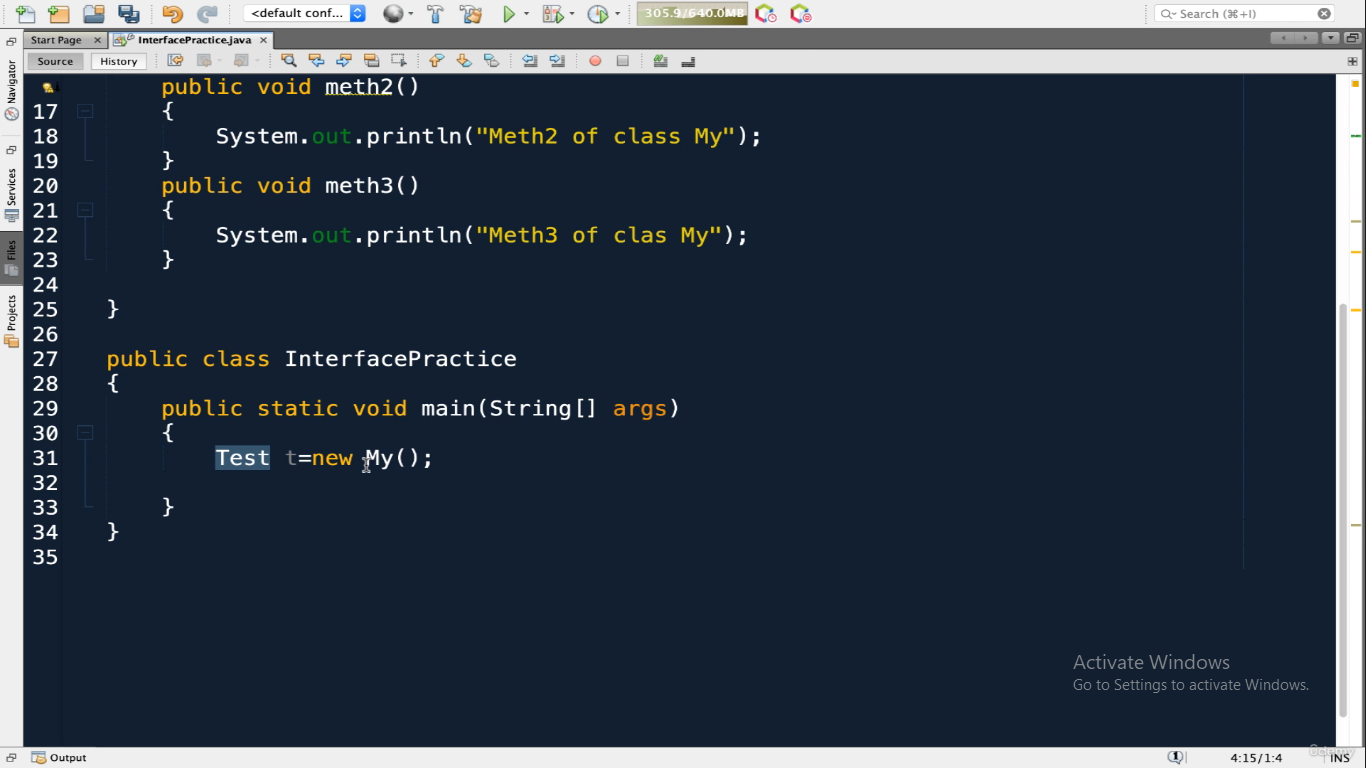 <default conf...
305.9/640.0MB
Search (⌘+I)
Start Page
InterfacePractice.java
Source
History
Navigator
Services
Files
Projects
public void meth2()
17 {
18 System.out.println("Meth2 of class My");
19 }
20 public void meth3()
21 {
22 System.out.println("Meth3 of clas My");
23 }
24
25 }
26
27 public class InterfacePractice
28 {
29 public static void main(String[] args)
30 {
31 Test t=new My();
32
33 }
34 }
35
Activate Windows
Go to Settings to activate Windows.
Output
1
4:15/1:4
INS
Udemy